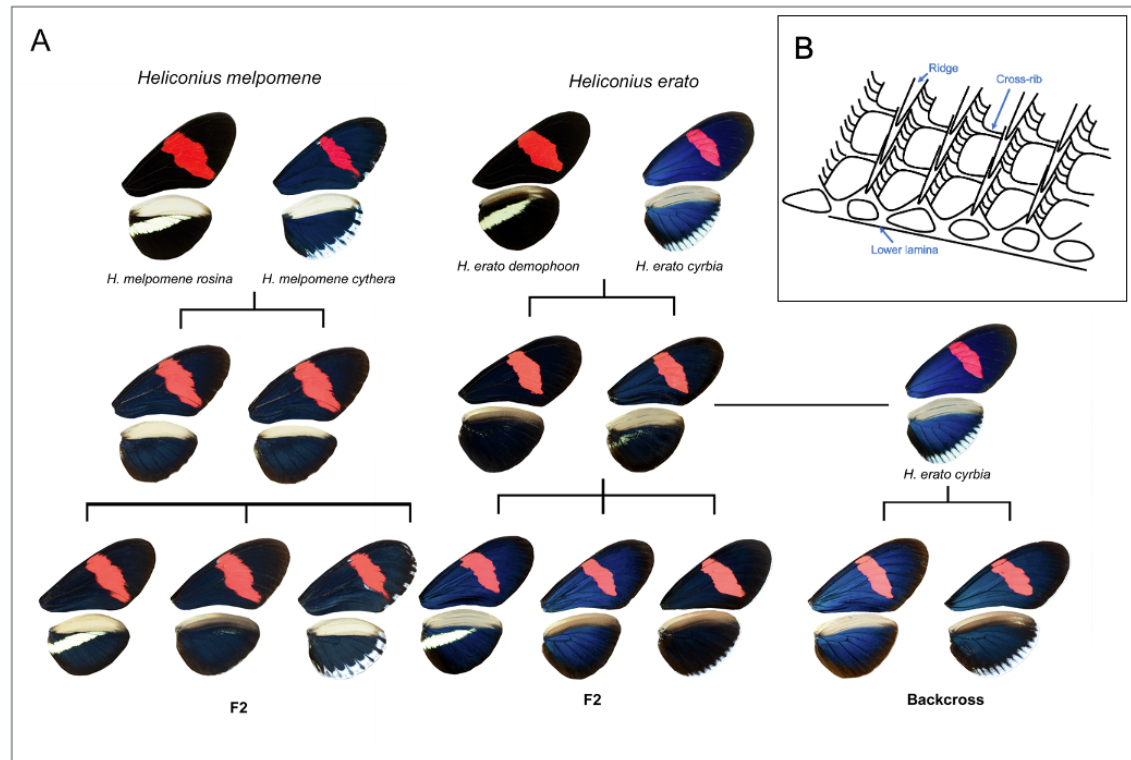 A
Heliconius melpomene
Heliconius erato
H. melpomene rosina
H. melpomene cythera
H. erato demophoon
H. erato cyrbia
H. erato cyrbia
F2
F2
Backcross
B
Ridge
Cross-rib
Lower lamina